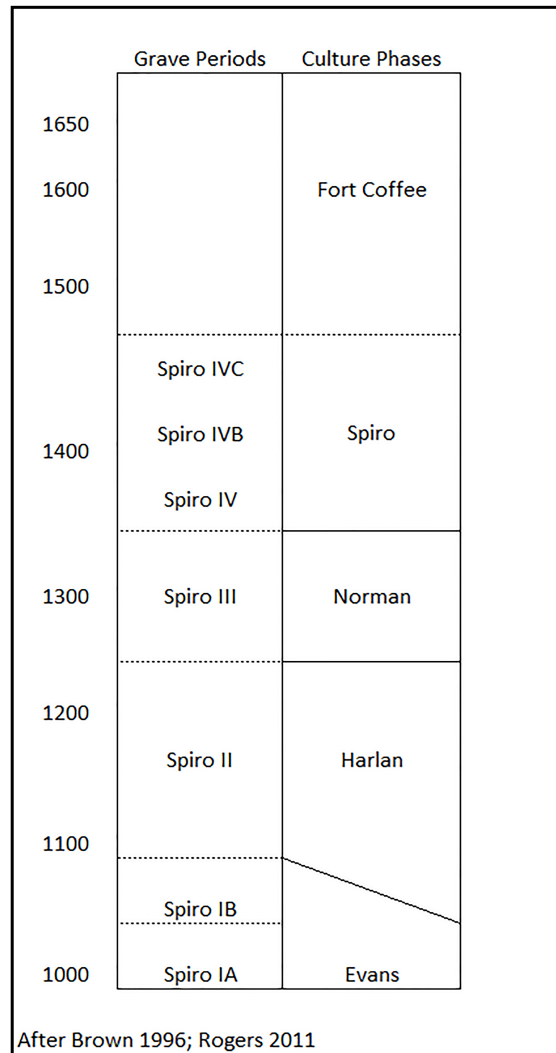 Grave Periods Culture Phases
1650
1600 Fort Coffee
1500
Spiro IVC
Spiro IVB Spiro
1400
Spiro IV
1300 Spiro III Norman
1200
Spiro II Harlan
1100
Spiro IB
1000 Spiro IA Evans
After Brown 1996; Rogers 2011